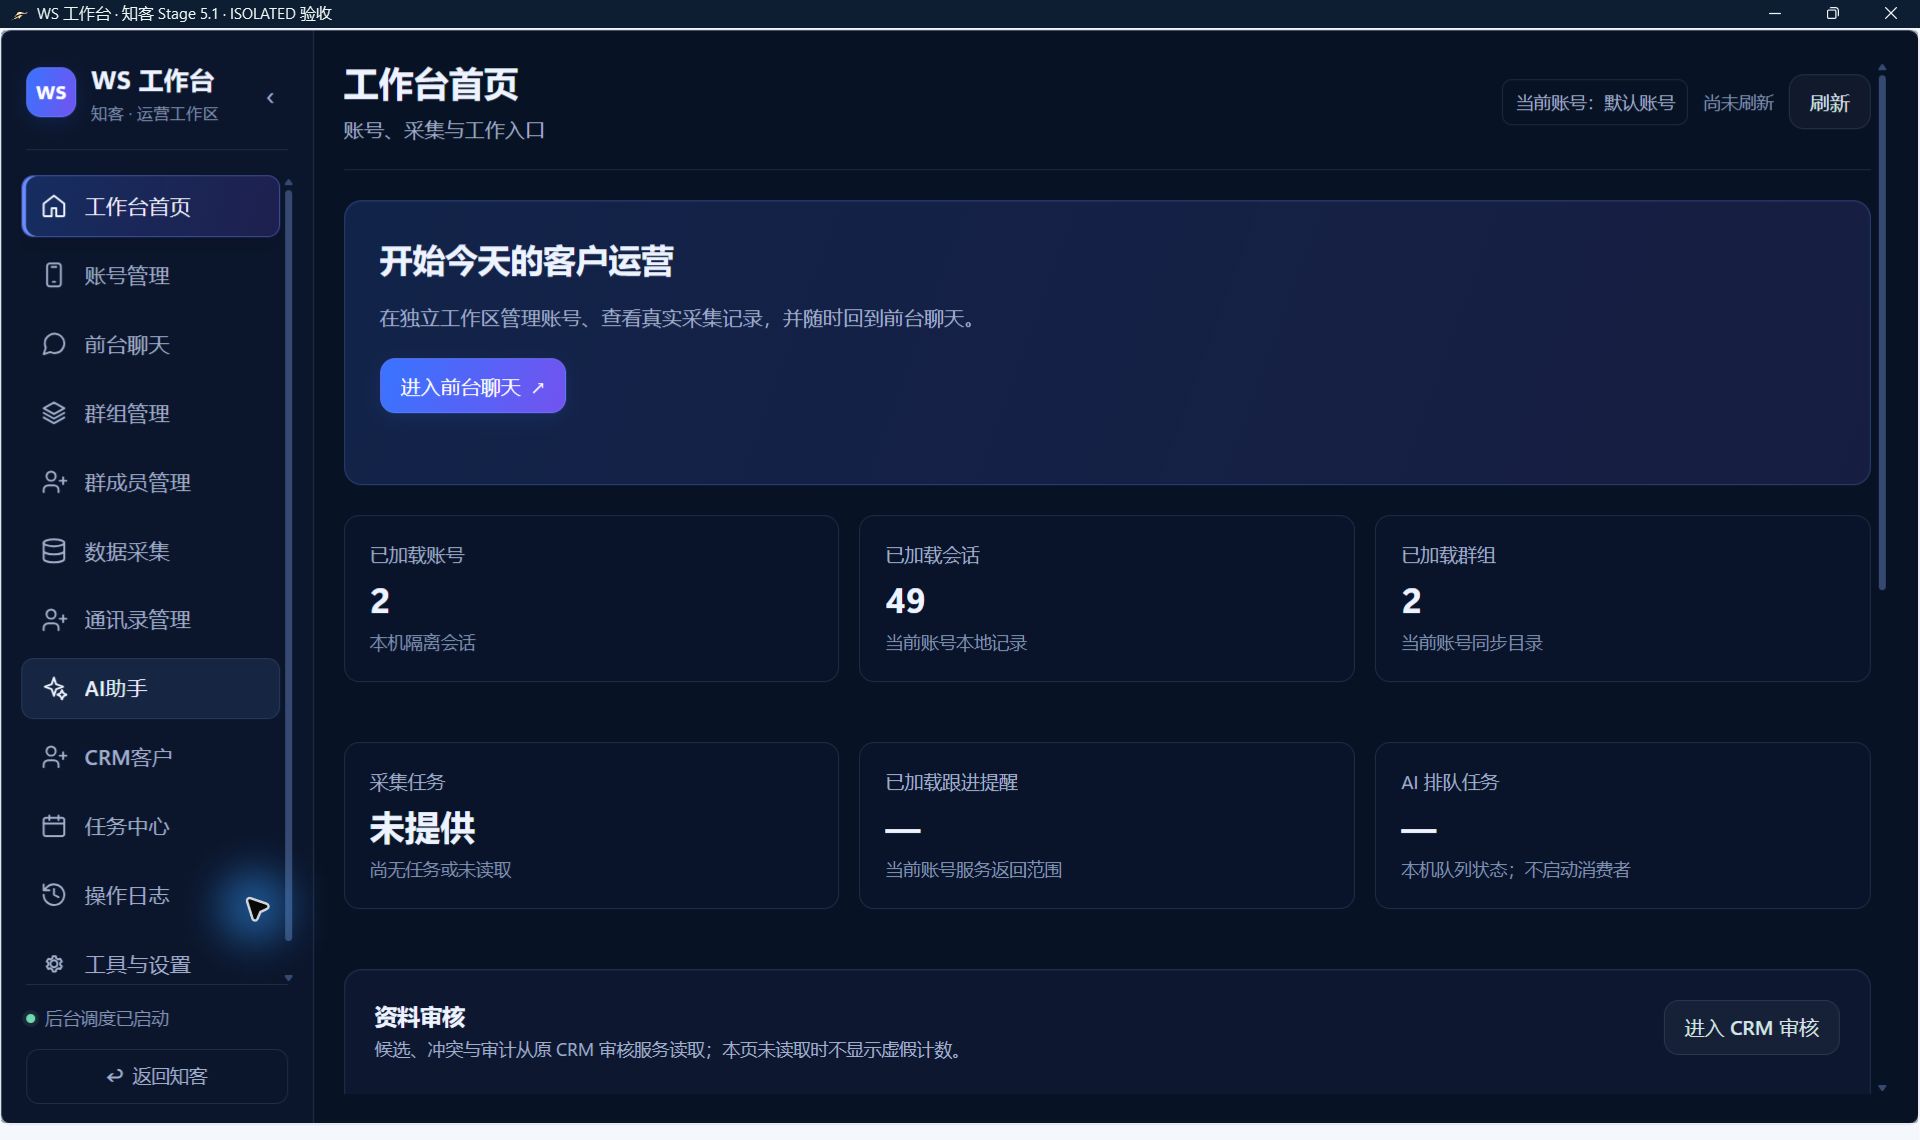 WS 工作台 · 知客 Stage 5.1 · ISOLATED 验收
WS
WS 工作台
知客 · 运营工作区
工作台首页
账号管理
前台聊天
群组管理
群成员管理
数据采集
通讯录管理
AI助手
CRM客户
任务中心
操作日志
工具与设置
后台调度已启动
返回知客
工作台首页
账号、采集与工作入口
当前账号：默认账号
尚未刷新
刷新
开始今天的客户运营
在独立工作区管理账号、查看真实采集记录，并随时回到前台聊天。
进入前台聊天 ↗
已加载账号
2
本机隔离会话
已加载会话
49
当前账号本地记录
已加载群组
2
当前账号同步目录
采集任务
未提供
尚无任务或未读取
已加载跟进提醒
—
当前账号服务返回范围
AI 排队任务
—
本机队列状态；不启动消费者
资料审核
候选、冲突与审计从原 CRM 审核服务读取；本页未读取时不显示虚假计数。
进入 CRM 审核